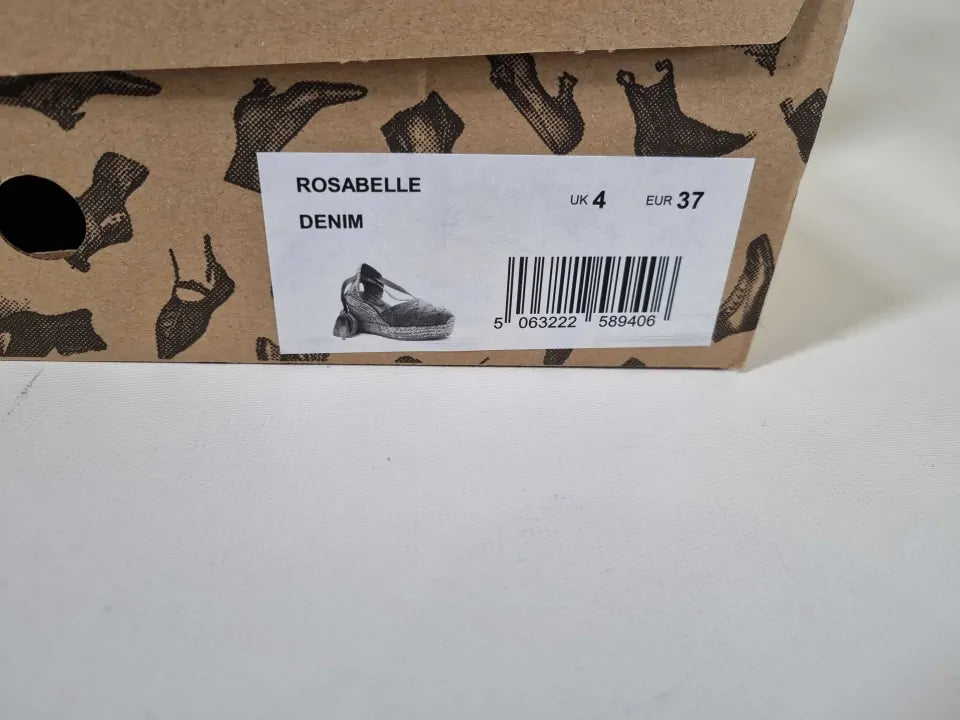 ROSABELLE
UK 4 EUR 37
DENIM
5 063222 589406